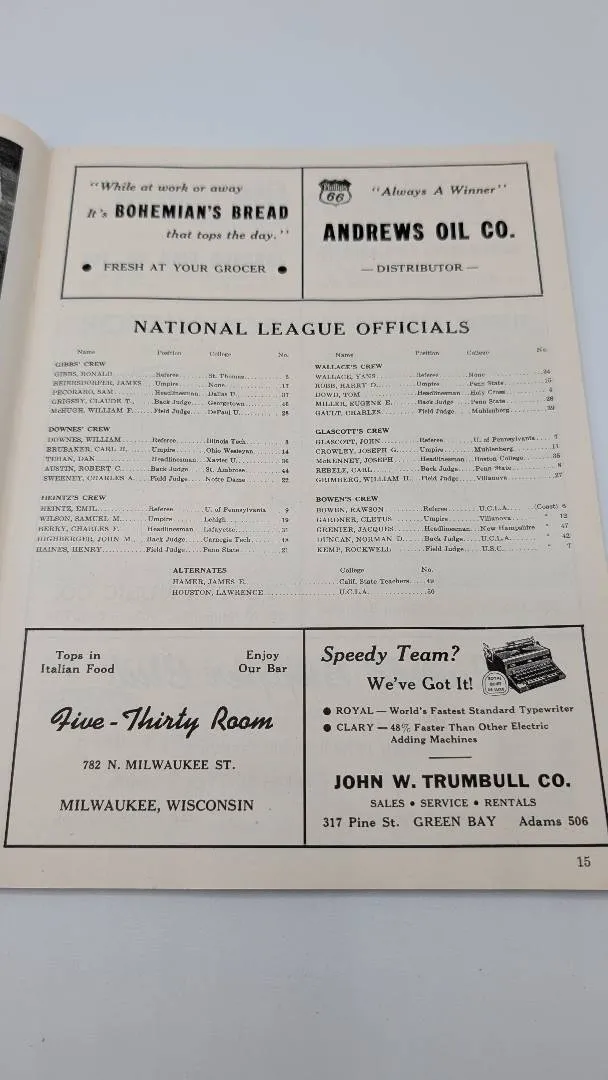 "While at work or away
It's BOHEMIAN'S BREAD
that tops the day."
● FRESH AT YOUR GROCER ●
Phillips 66
"Always A Winner"
ANDREWS OIL CO.
— DISTRIBUTOR —
NATIONAL LEAGUE OFFICIALS
Name Position College No.
GIBBS' CREW
GIBBS, RONALD Referee St. Thomas 5
BEIERSDORFER, JAMES Umpire None 17
PECORARO, SAM Headlinesman Dallas U. 37
GRIGSBY, CLAUDE T. Back Judge Georgetown
McHUGH, WILLIAM F. Field Judge DePaul U. 28
DOWNES' CREW
DOWNES, WILLIAM Referee Illinois Tech. 3
BRUBAKER, CARL H. Umpire Ohio Wesleyan 14
TEHAN, DAN Headlinesman Xavier U. 36
AUSTIN, ROBERT C. Back Judge St. Ambrose 44
SWEENEY, CHARLES A. Field Judge Notre Dame 22
HEINTZ'S CREW
HEINTZ, EMIL Referee U. of Pennsylvania 9
WILSON, SAMUEL M. Umpire Lehigh 19
BERRY, CHARLES F. Headlinesman Lafayette
HIGHBERGER, JOHN M. Back Judge Carnegie Tech
HAINES, HENRY Field Judge Penn State 21
Name Position College No.
WALLACE'S CREW
WALLACE, YANS Referee None 24
ROBB, HARRY D. Umpire Penn State
DOWD, TOM Headlinesman Holy Cross
MILLER, EUGENE E. Back Judge Penn State
GAULT, CHARLES Field Judge Muhlenberg 29
GLASCOTT'S CREW
GLASCOTT, JOHN Referee U. of Pennsylvania 7
CROWLEY, JOSEPH G. Umpire Muhlenberg 11
McKENNEY, JOSEPH Headlinesman Boston College
REBELE, CARL Back Judge Penn State 8
GRIMBERG, WILLIAM H. Field Judge Villanova 27
BOWEN'S CREW
BOWEN, RAWSON Referee U.C.L.A. (Coast) 6
GARDNER, CLETUS Umpire Villanova " 12
GRENIER, JACQUES Headlinesman New Hampshire " 47
DUNCAN, NORMAN D. Back Judge U.C.L.A. " 42
KEMP, ROCKWELL Field Judge U.S.C. " 7
ALTERNATES College No.
HAMER, JAMES E. Calif. State Teachers 49
HOUSTON, LAWRENCE U.C.L.A. 50
Tops in Italian Food
Enjoy Our Bar
Five-Thirty Room
782 N. MILWAUKEE ST.
MILWAUKEE, WISCONSIN
Speedy Team?
We've Got It!
● ROYAL — World's Fastest Standard Typewriter
● CLARY — 48% Faster Than Other Electric
Adding Machines
JOHN W. TRUMBULL CO.
SALES • SERVICE • RENTALS
317 Pine St. GREEN BAY Adams 506
15